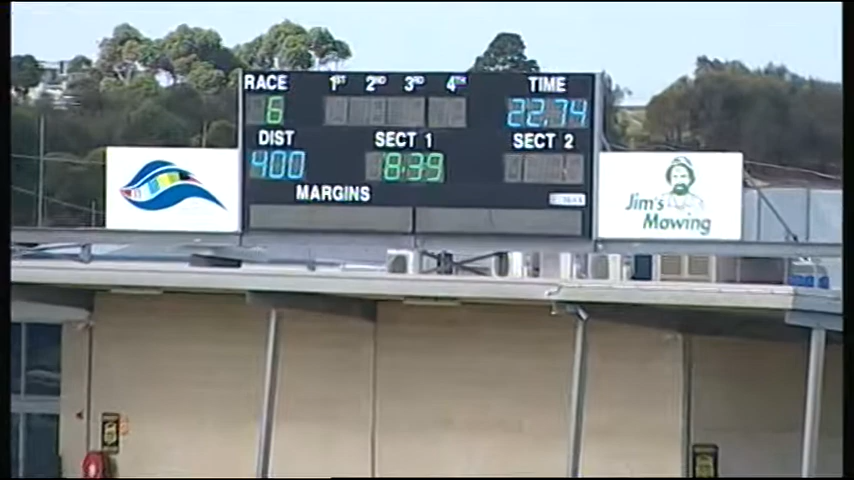 RACE 1ST 2ND 3RD 4TH TIME
6 22.74
DIST SECT 1 SECT 2
400 8:39
MARGINS
Jim's
Mowing